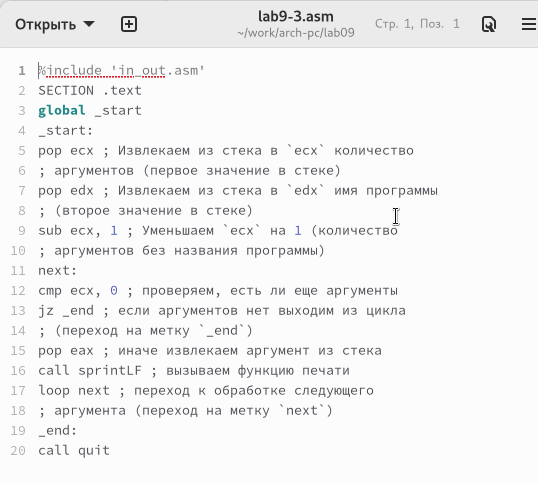 Открыть
lab9-3.asm
~/work/arch-pc/lab09
Стр. 1, Поз. 1
1 %include 'in_out.asm'
2 SECTION .text
3 global _start
4 _start:
5 pop ecx ; Извлекаем из стека в `ecx` количество
6 ; аргументов (первое значение в стеке)
7 pop edx ; Извлекаем из стека в `edx` имя программы
8 ; (второе значение в стеке)
9 sub ecx, 1 ; Уменьшаем `ecx` на 1 (количество
10 ; аргументов без названия программы)
11 next:
12 cmp ecx, 0 ; проверяем, есть ли еще аргументы
13 jz _end ; если аргументов нет выходим из цикла
14 ; (переход на метку `_end`)
15 pop eax ; иначе извлекаем аргумент из стека
16 call sprintLF ; вызываем функцию печати
17 loop next ; переход к обработке следующего
18 ; аргумента (переход на метку `next`)
19 _end:
20 call quit